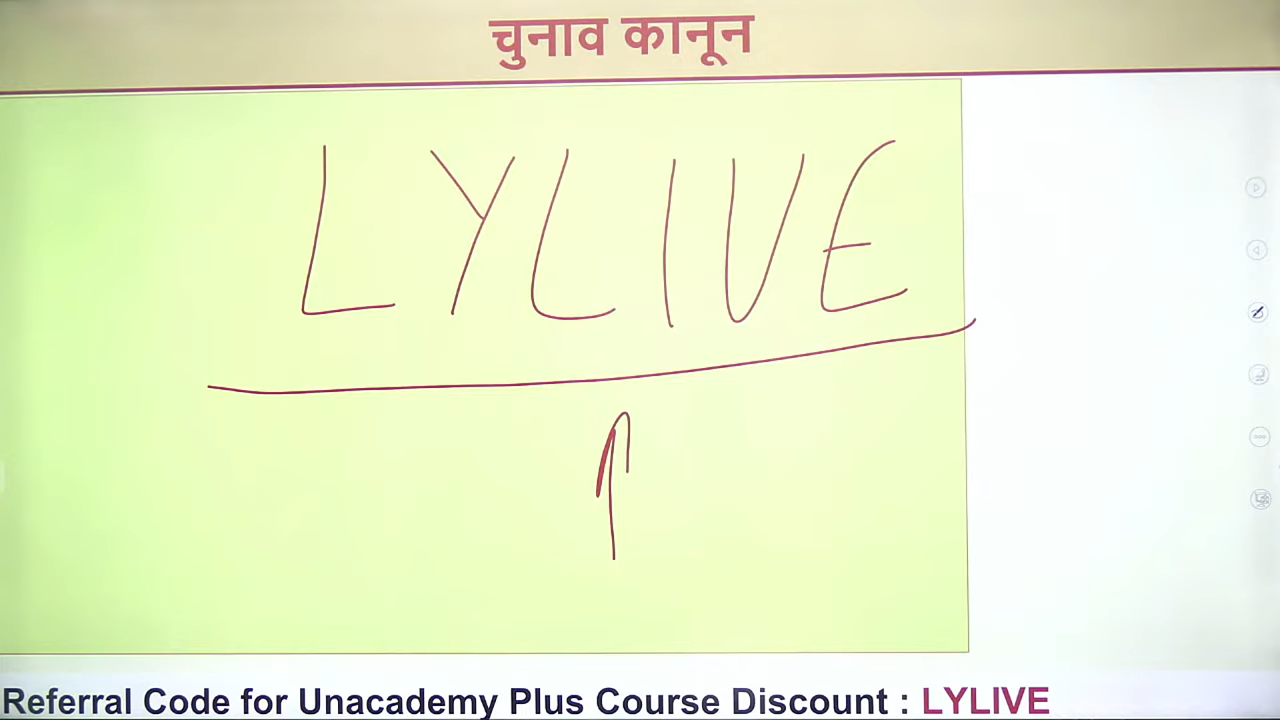 चुनाव कानून
LYLIVE
Referral Code for Unacademy Plus Course Discount : LYLIVE